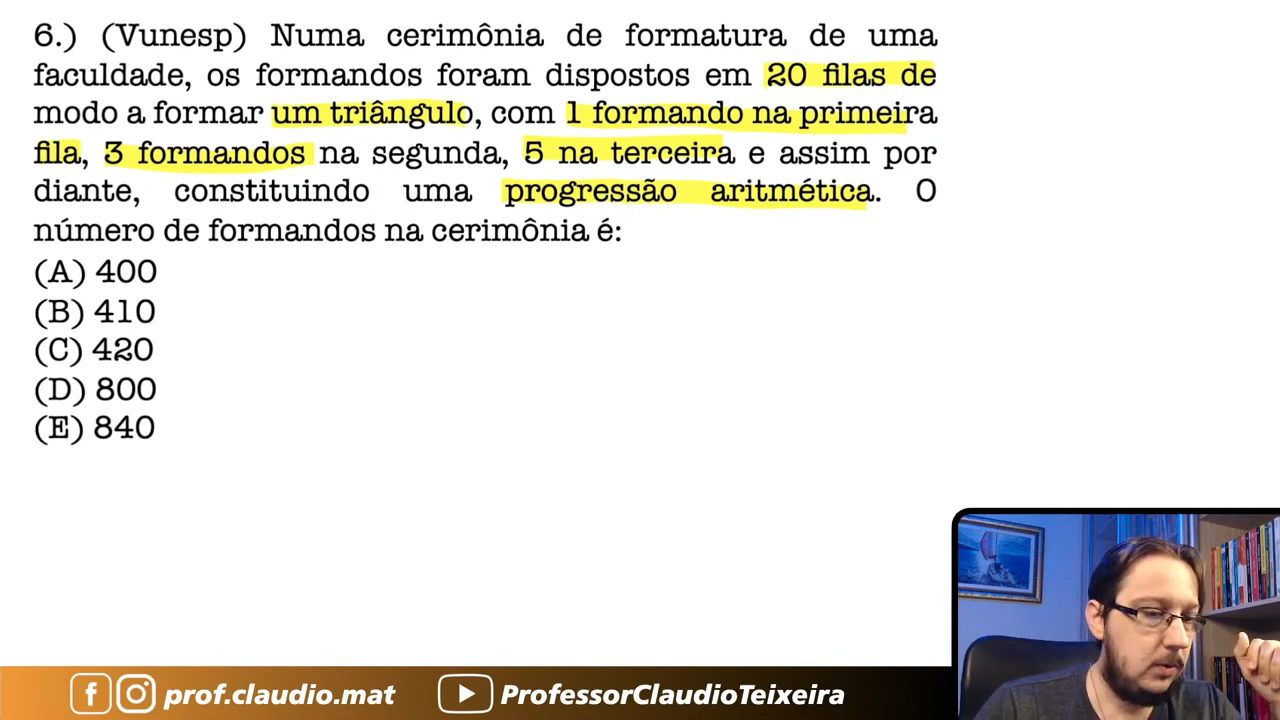 6.) (Vunesp) Numa cerimônia de formatura de uma
faculdade, os formandos foram dispostos em 20 filas de
modo a formar um triângulo, com 1 formando na primeira
fila, 3 formandos na segunda, 5 na terceira e assim por
diante, constituindo uma progressão aritmética. O
número de formandos na cerimônia é:
(A) 400
(B) 410
(C) 420
(D) 800
(E) 840
prof.claudio.mat
ProfessorClaudioTeixeira